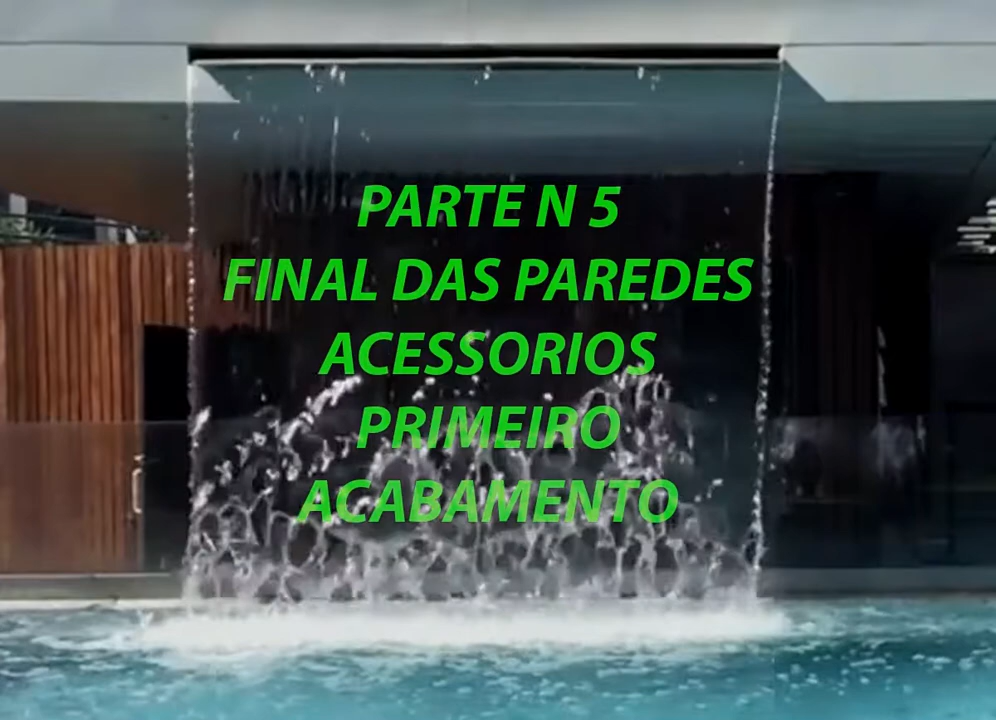 PARTE N 5
FINAL DAS PAREDES
ACESSORIOS
PRIMEIRO
ACABAMENTO